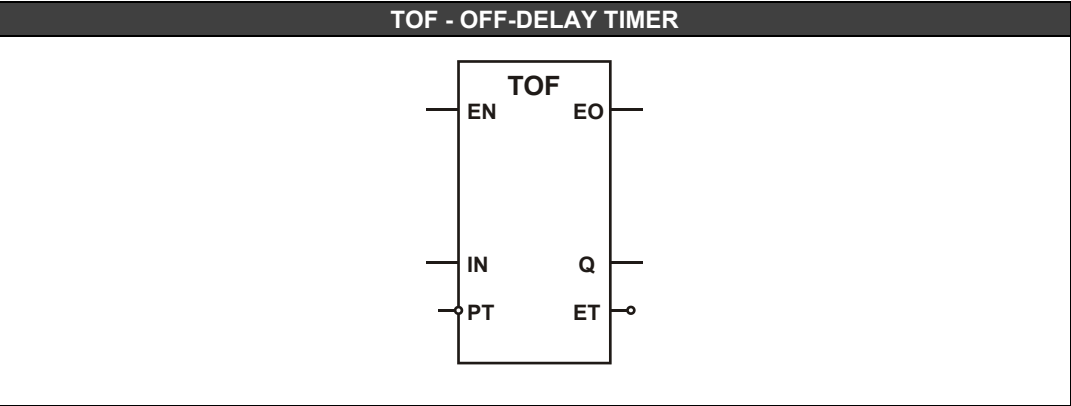 TOF - OFF-DELAY TIMER
TOF
EN EO
IN Q
PT ET